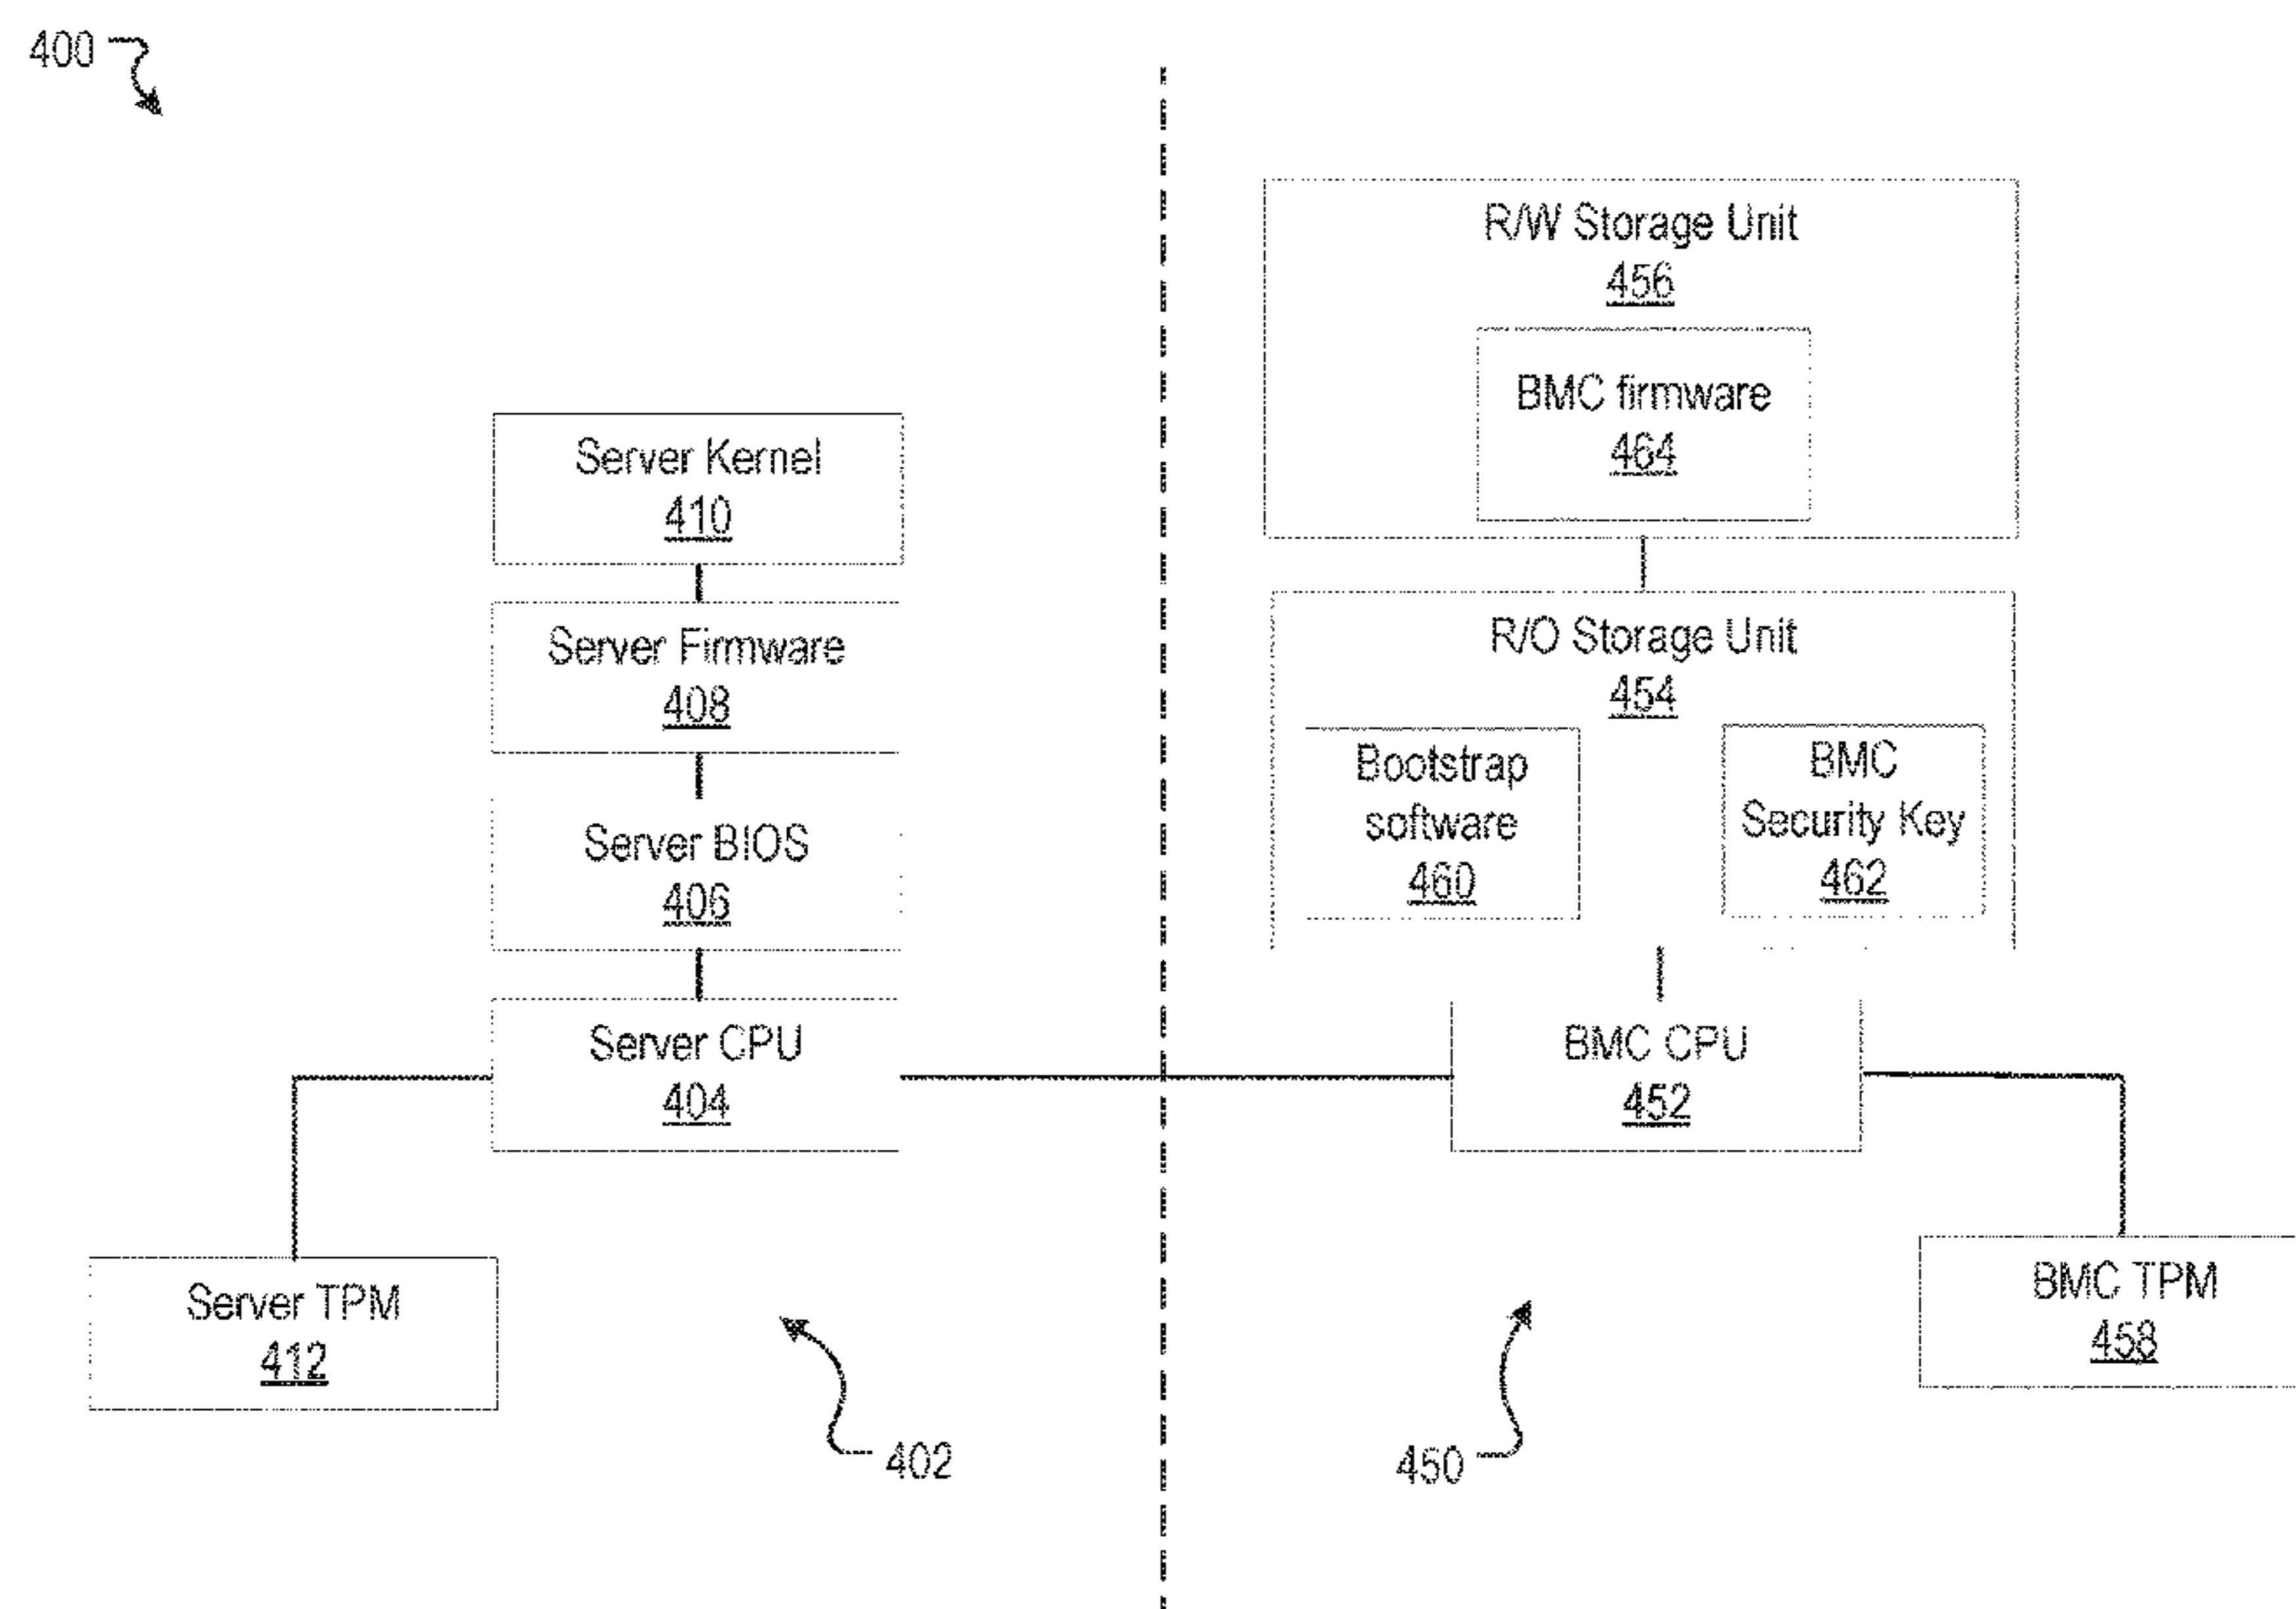 400
R/W Storage Unit
456
BMC firmware
464
Server Kernel
410
Server Firmware
408
Server BIOS
406
Server CPU
404
Server TPM
412
402
R/O Storage Unit
454
Bootstrap
software
460
BMC
Security Key
462
BMC CPU
452
BMC TPM
458
450